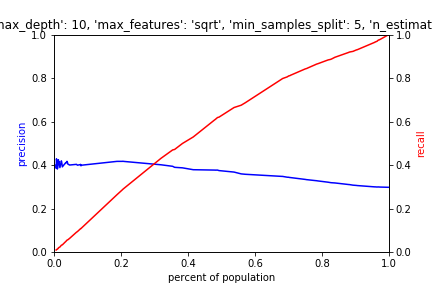 max_depth': 10, 'max_features': 'sqrt', 'min_samples_split': 5, 'n_estimat
1.0 1.0
0.8 0.8
0.6 0.6
0.4 0.4
0.2 0.2
0.0 0.0
precision
recall
0.0 0.2 0.4 0.6 0.8 1.0
percent of population